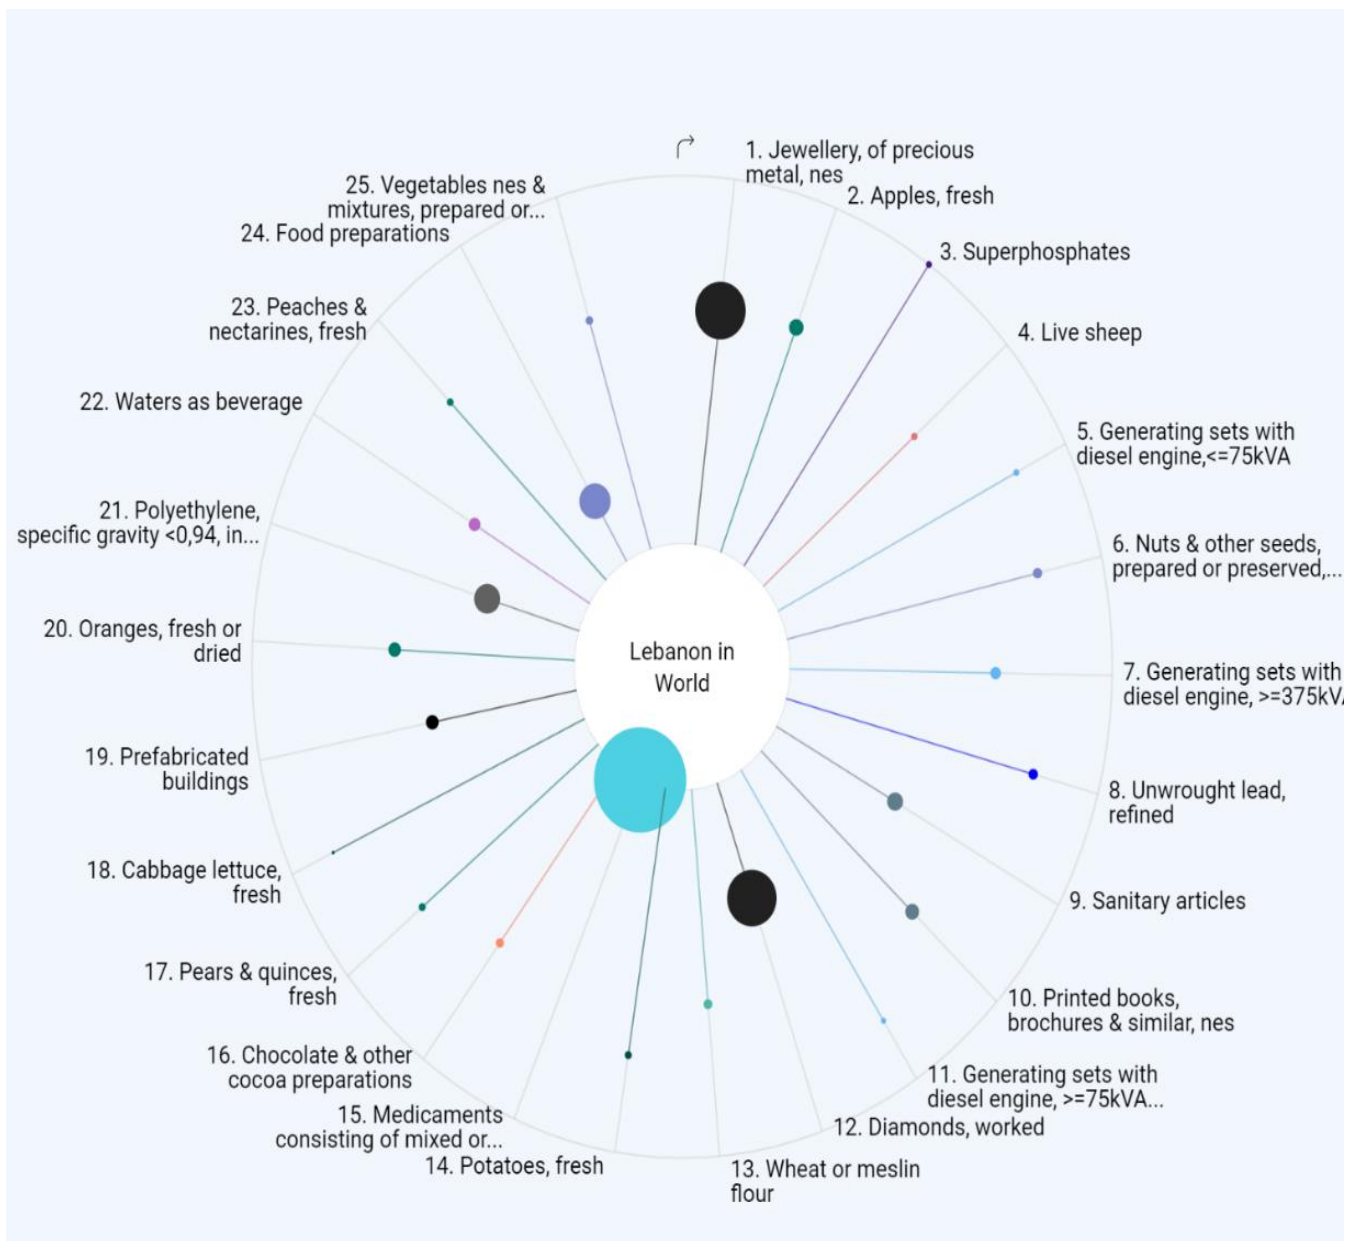 1. Jewellery, of precious
metal, nes
2. Apples, fresh
3. Superphosphates
4. Live sheep
5. Generating sets with
diesel engine,<=75kVA
6. Nuts & other seeds,
prepared or preserved,...
7. Generating sets with
diesel engine, >=375kVA
8. Unwrought lead,
refined
9. Sanitary articles
10. Printed books,
brochures & similar, nes
11. Generating sets with
diesel engine, >=75kVA...
12. Diamonds, worked
13. Wheat or meslin
flour
14. Potatoes, fresh
15. Medicaments
consisting of mixed or...
16. Chocolate & other
cocoa preparations
17. Pears & quinces,
fresh
18. Cabbage lettuce,
fresh
19. Prefabricated
buildings
20. Oranges, fresh or
dried
21. Polyethylene,
specific gravity <0,94, in...
22. Waters as beverage
23. Peaches &
nectarines, fresh
24. Food preparations
25. Vegetables nes &
mixtures, prepared or...
Lebanon in
World